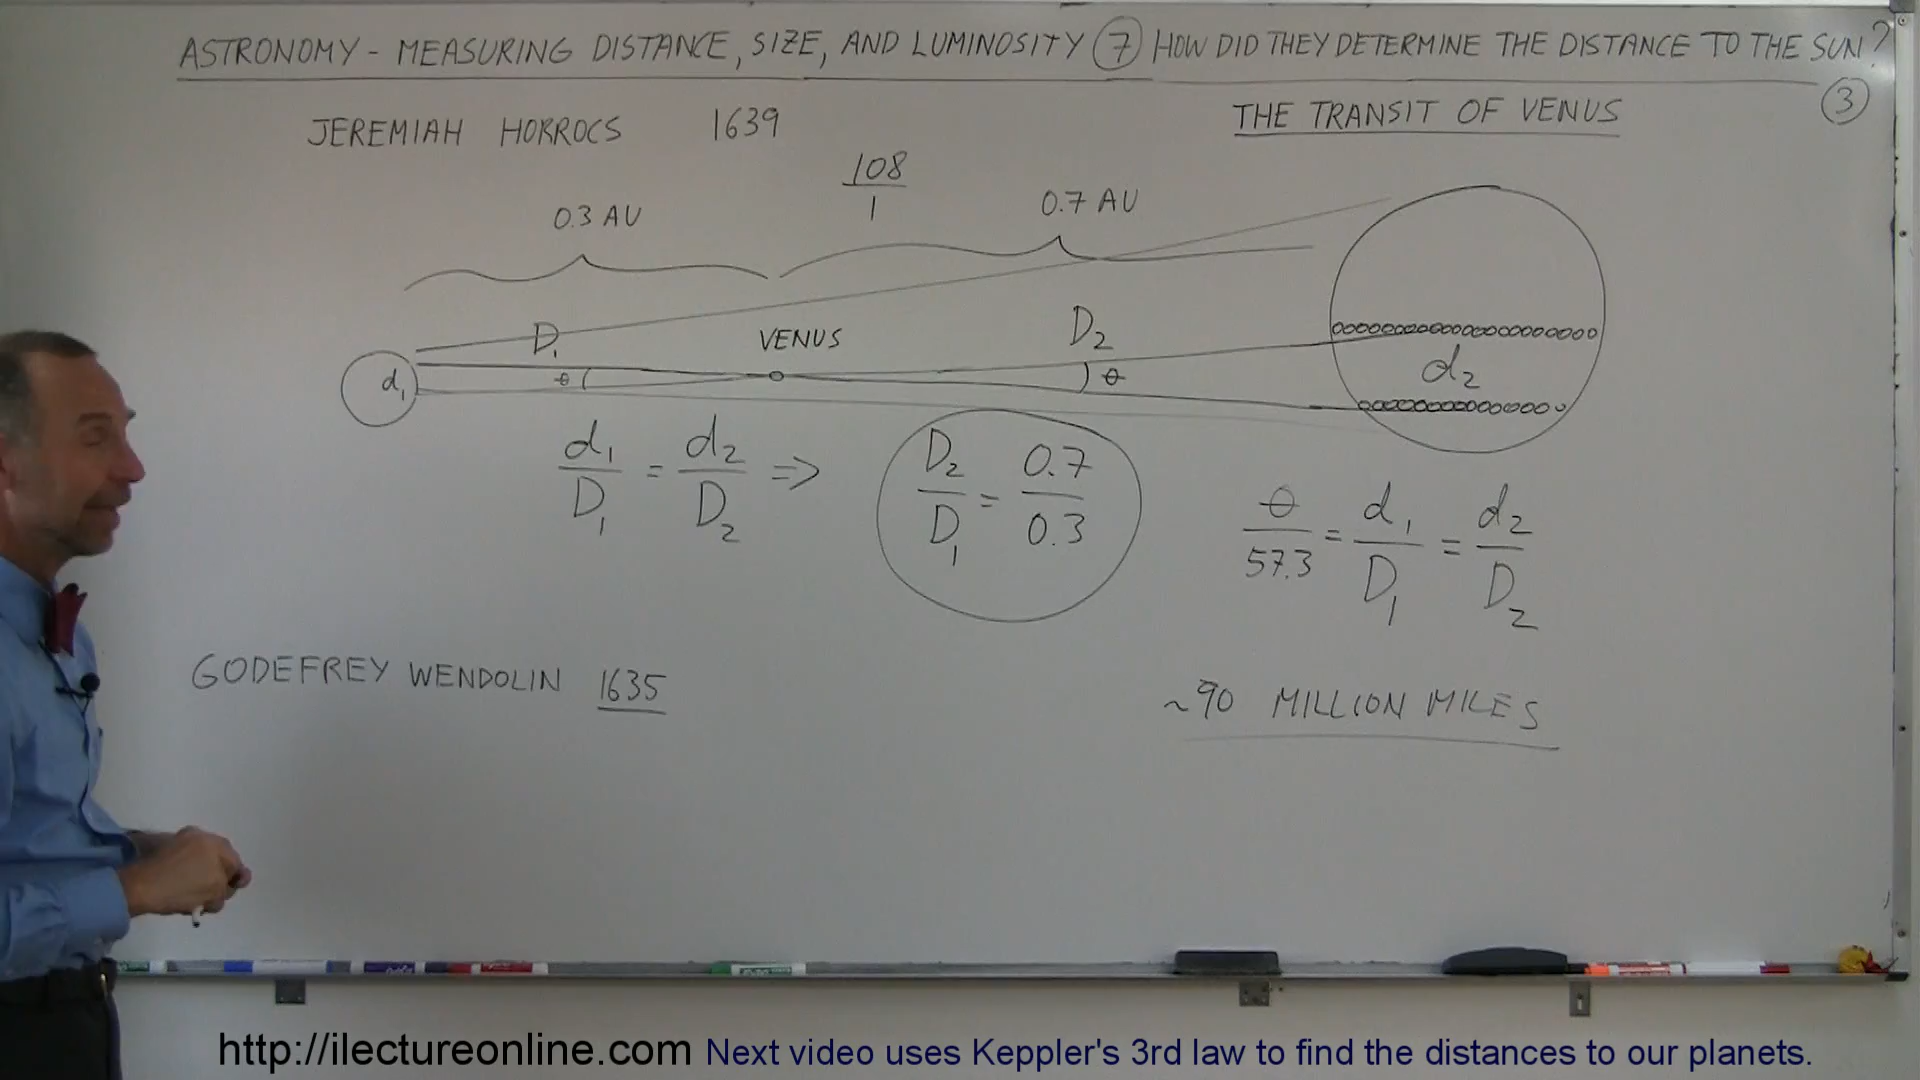 ASTRONOMY - MEASURING DISTANCE, SIZE, AND LUMINOSITY ⑦ HOW DID THEY DETERMINE THE DISTANCE TO THE SUN?
③
JEREMIAH HORROCS 1639
THE TRANSIT OF VENUS
108/1
0.3 AU
0.7 AU
D₁
VENUS
D₂
d₁
θ
θ
d₂
d₁/D₁ = d₂/D₂ =>
D₂/D₁ = 0.7/0.3
θ/57.3 = d₁/D₁ = d₂/D₂
GODEFREY WENDOLIN 1635
~90 MILLION MILES
http://ilectureonline.com Next video uses Keppler's 3rd law to find the distances to our planets.